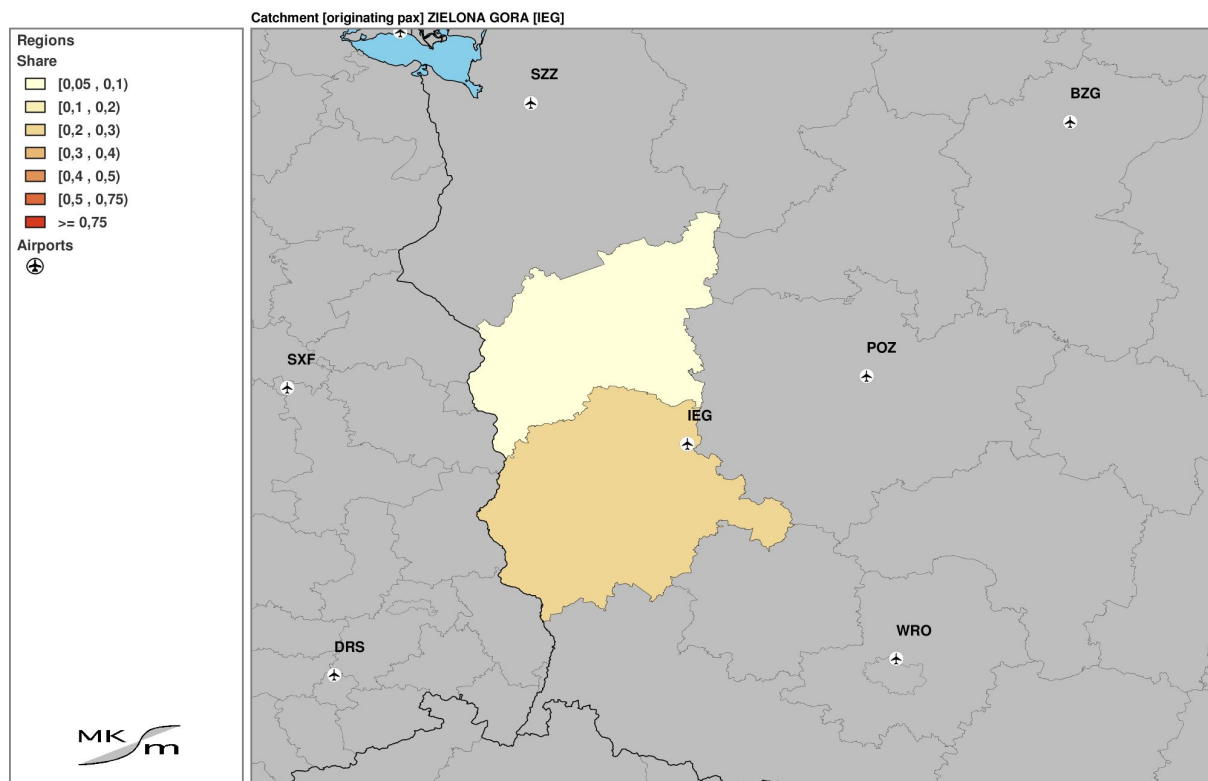 Catchment [originating pax] ZIELONA GORA [IEG]
Regions
Share
[0,05 , 0,1)
[0,1 , 0,2)
[0,2 , 0,3)
[0,3 , 0,4)
[0,4 , 0,5)
[0,5 , 0,75)
>= 0,75
Airports
SZZ
BZG
SXF
POZ
IEG
WRO
DRS
MK
m